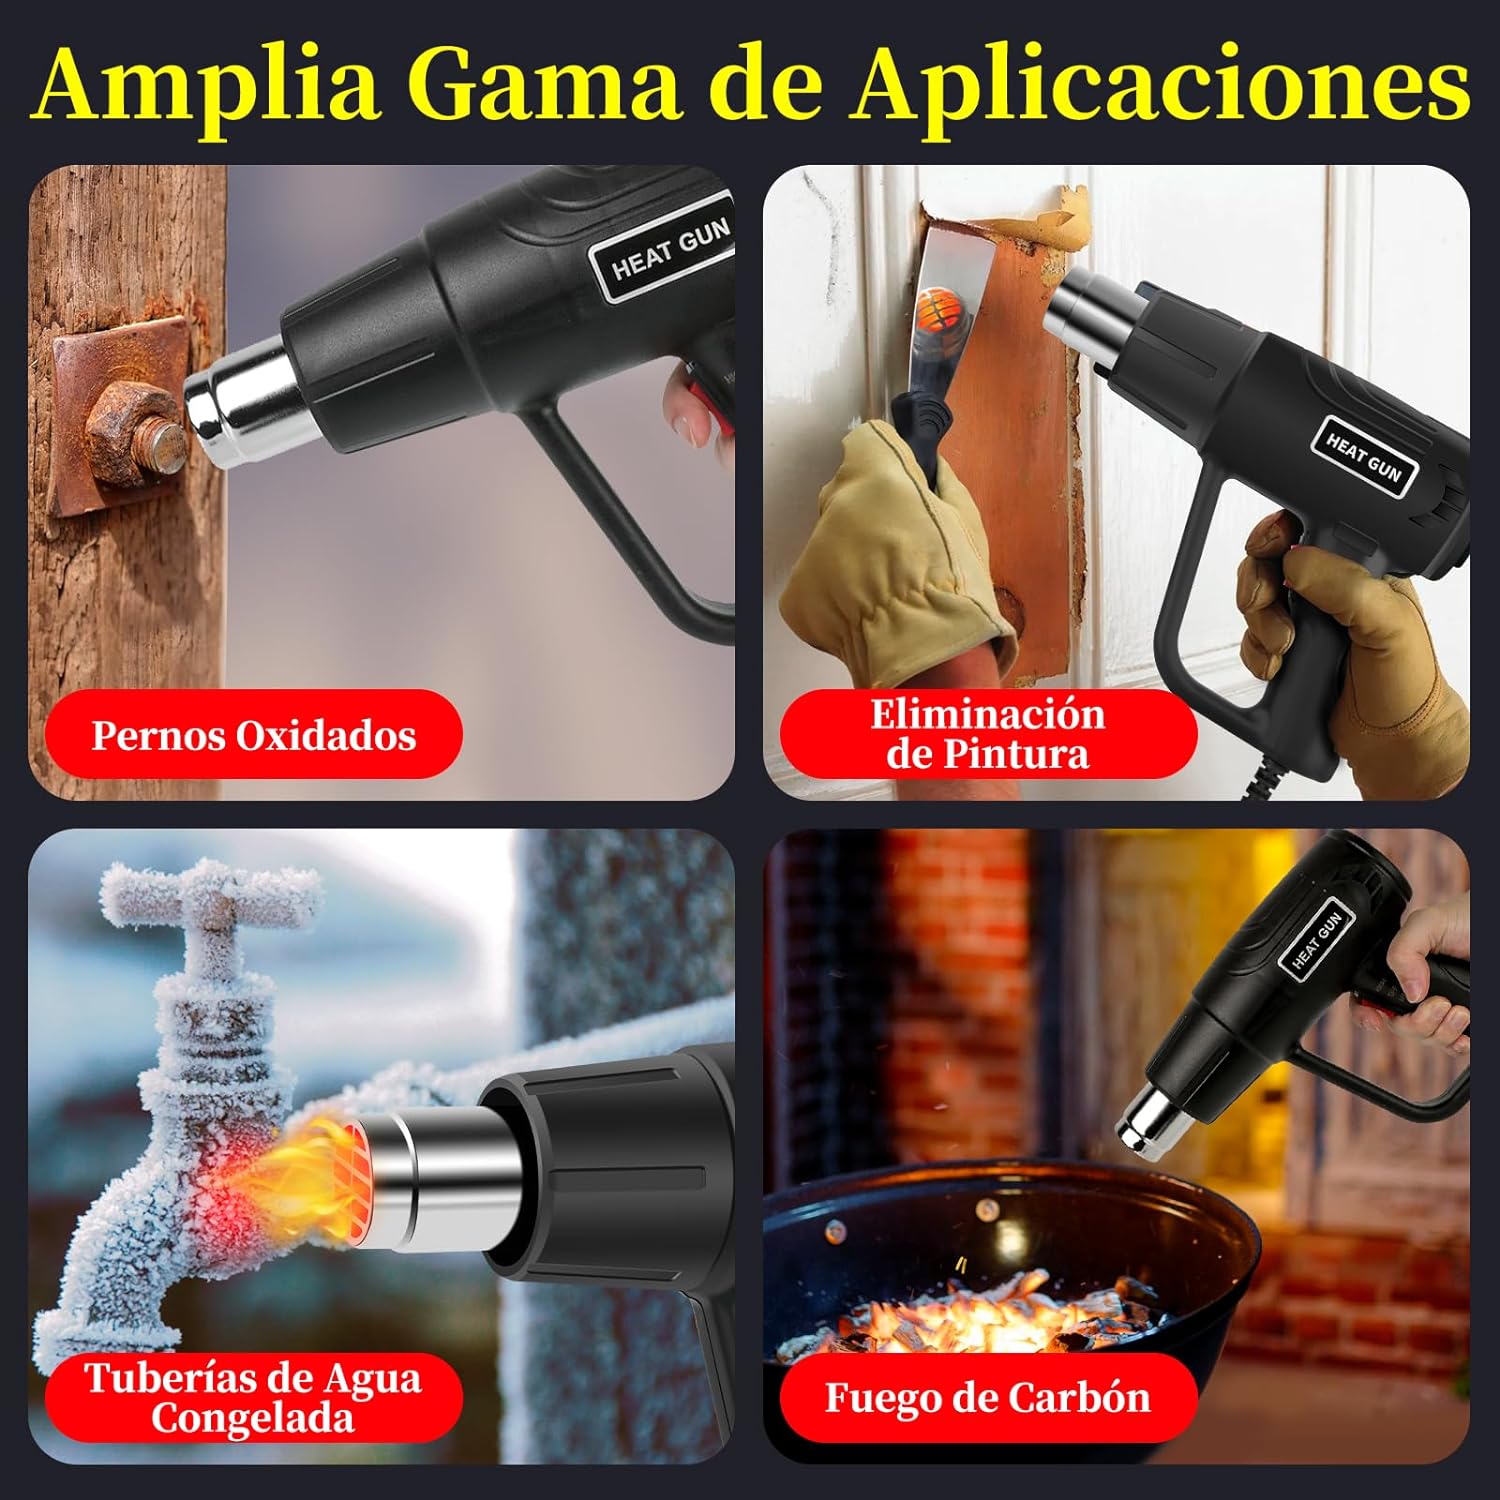 Amplia Gama de Aplicaciones
HEAT GUN
Pernos Oxidados
HEAT GUN
Eliminación
de Pintura
Tuberías de Agua
Congelada
HEAT GUN
Fuego de Carbón